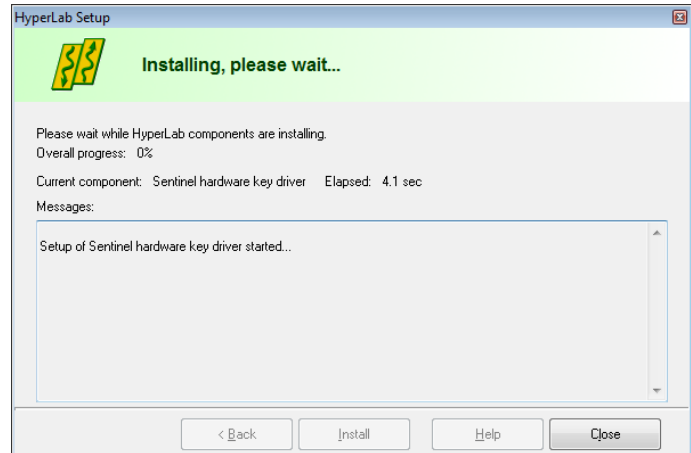 HyperLab Setup
Installing, please wait...
Please wait while HyperLab components are installing.
Overall progress: 0%
Current component: Sentinel hardware key driver Elapsed: 4.1 sec
Messages:
Setup of Sentinel hardware key driver started...
< Back Install Help Close